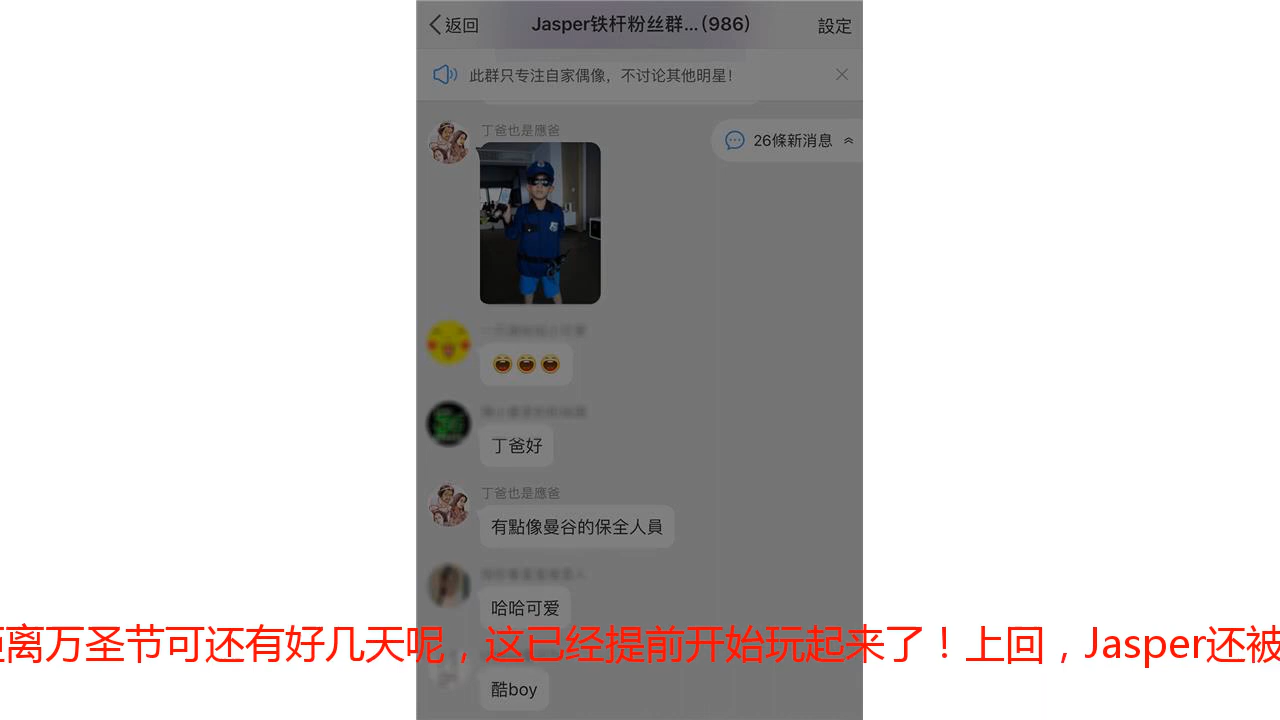 返回
Jasper铁杆粉丝群...(986)
設定
此群只专注自家偶像，不讨论其他明星！
丁爸也是應爸
26條新消息
丁爸好
丁爸也是應爸
有點像曼谷的保全人員
哈哈可爱
距离万圣节可还有好几天呢，这已经提前开始玩起来了！上回，Jasper还被
酷boy